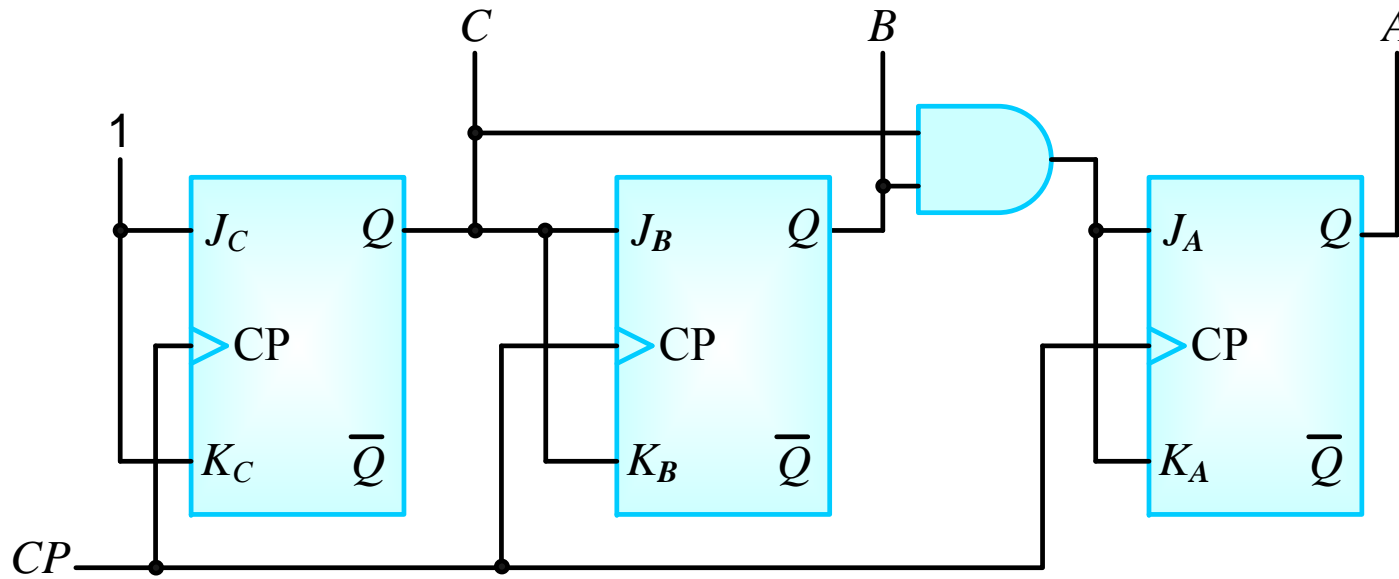 C B A
1
J_C Q J_B Q J_A Q
CP CP CP
K_C Q̅ K_B Q̅ K_A Q̅
CP